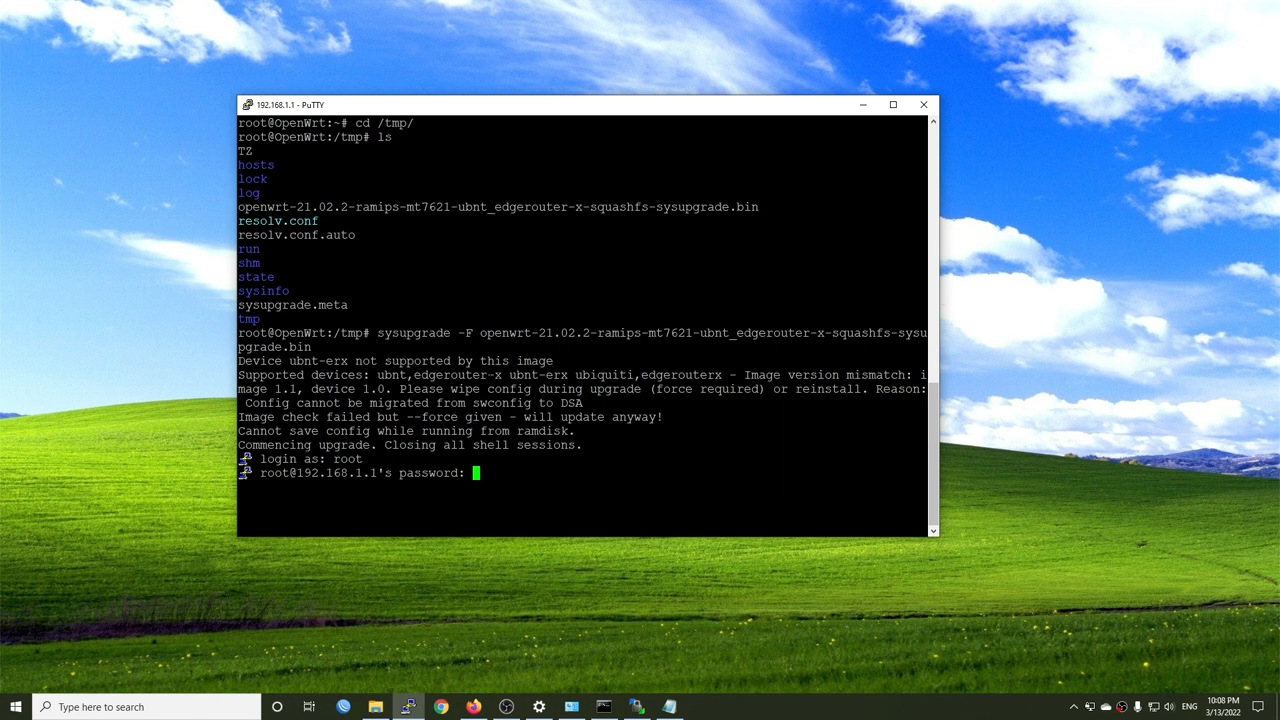 192.168.1.1 - PuTTY
root@OpenWrt:~# cd /tmp/
root@OpenWrt:/tmp# ls
TZ
hosts
lock
log
openwrt-21.02.2-ramips-mt7621-ubnt_edgerouter-x-squashfs-sysupgrade.bin
resolv.conf
resolv.conf.auto
run
shm
state
sysinfo
sysupgrade.meta
tmp
root@OpenWrt:/tmp# sysupgrade -F openwrt-21.02.2-ramips-mt7621-ubnt_edgerouter-x-squashfs-sysu
pgrade.bin
Device ubnt-erx not supported by this image
Supported devices: ubnt,edgerouter-x ubnt-erx ubiquiti,edgerouterx - Image version mismatch: i
mage 1.1, device 1.0. Please wipe config during upgrade (force required) or reinstall. Reason:
Config cannot be migrated from swconfig to DSA
Image check failed but --force given - will update anyway!
Cannot save config while running from ramdisk.
Commencing upgrade. Closing all shell sessions.
login as: root
root@192.168.1.1's password:
Type here to search
ENG
10:08 PM
3/13/2022